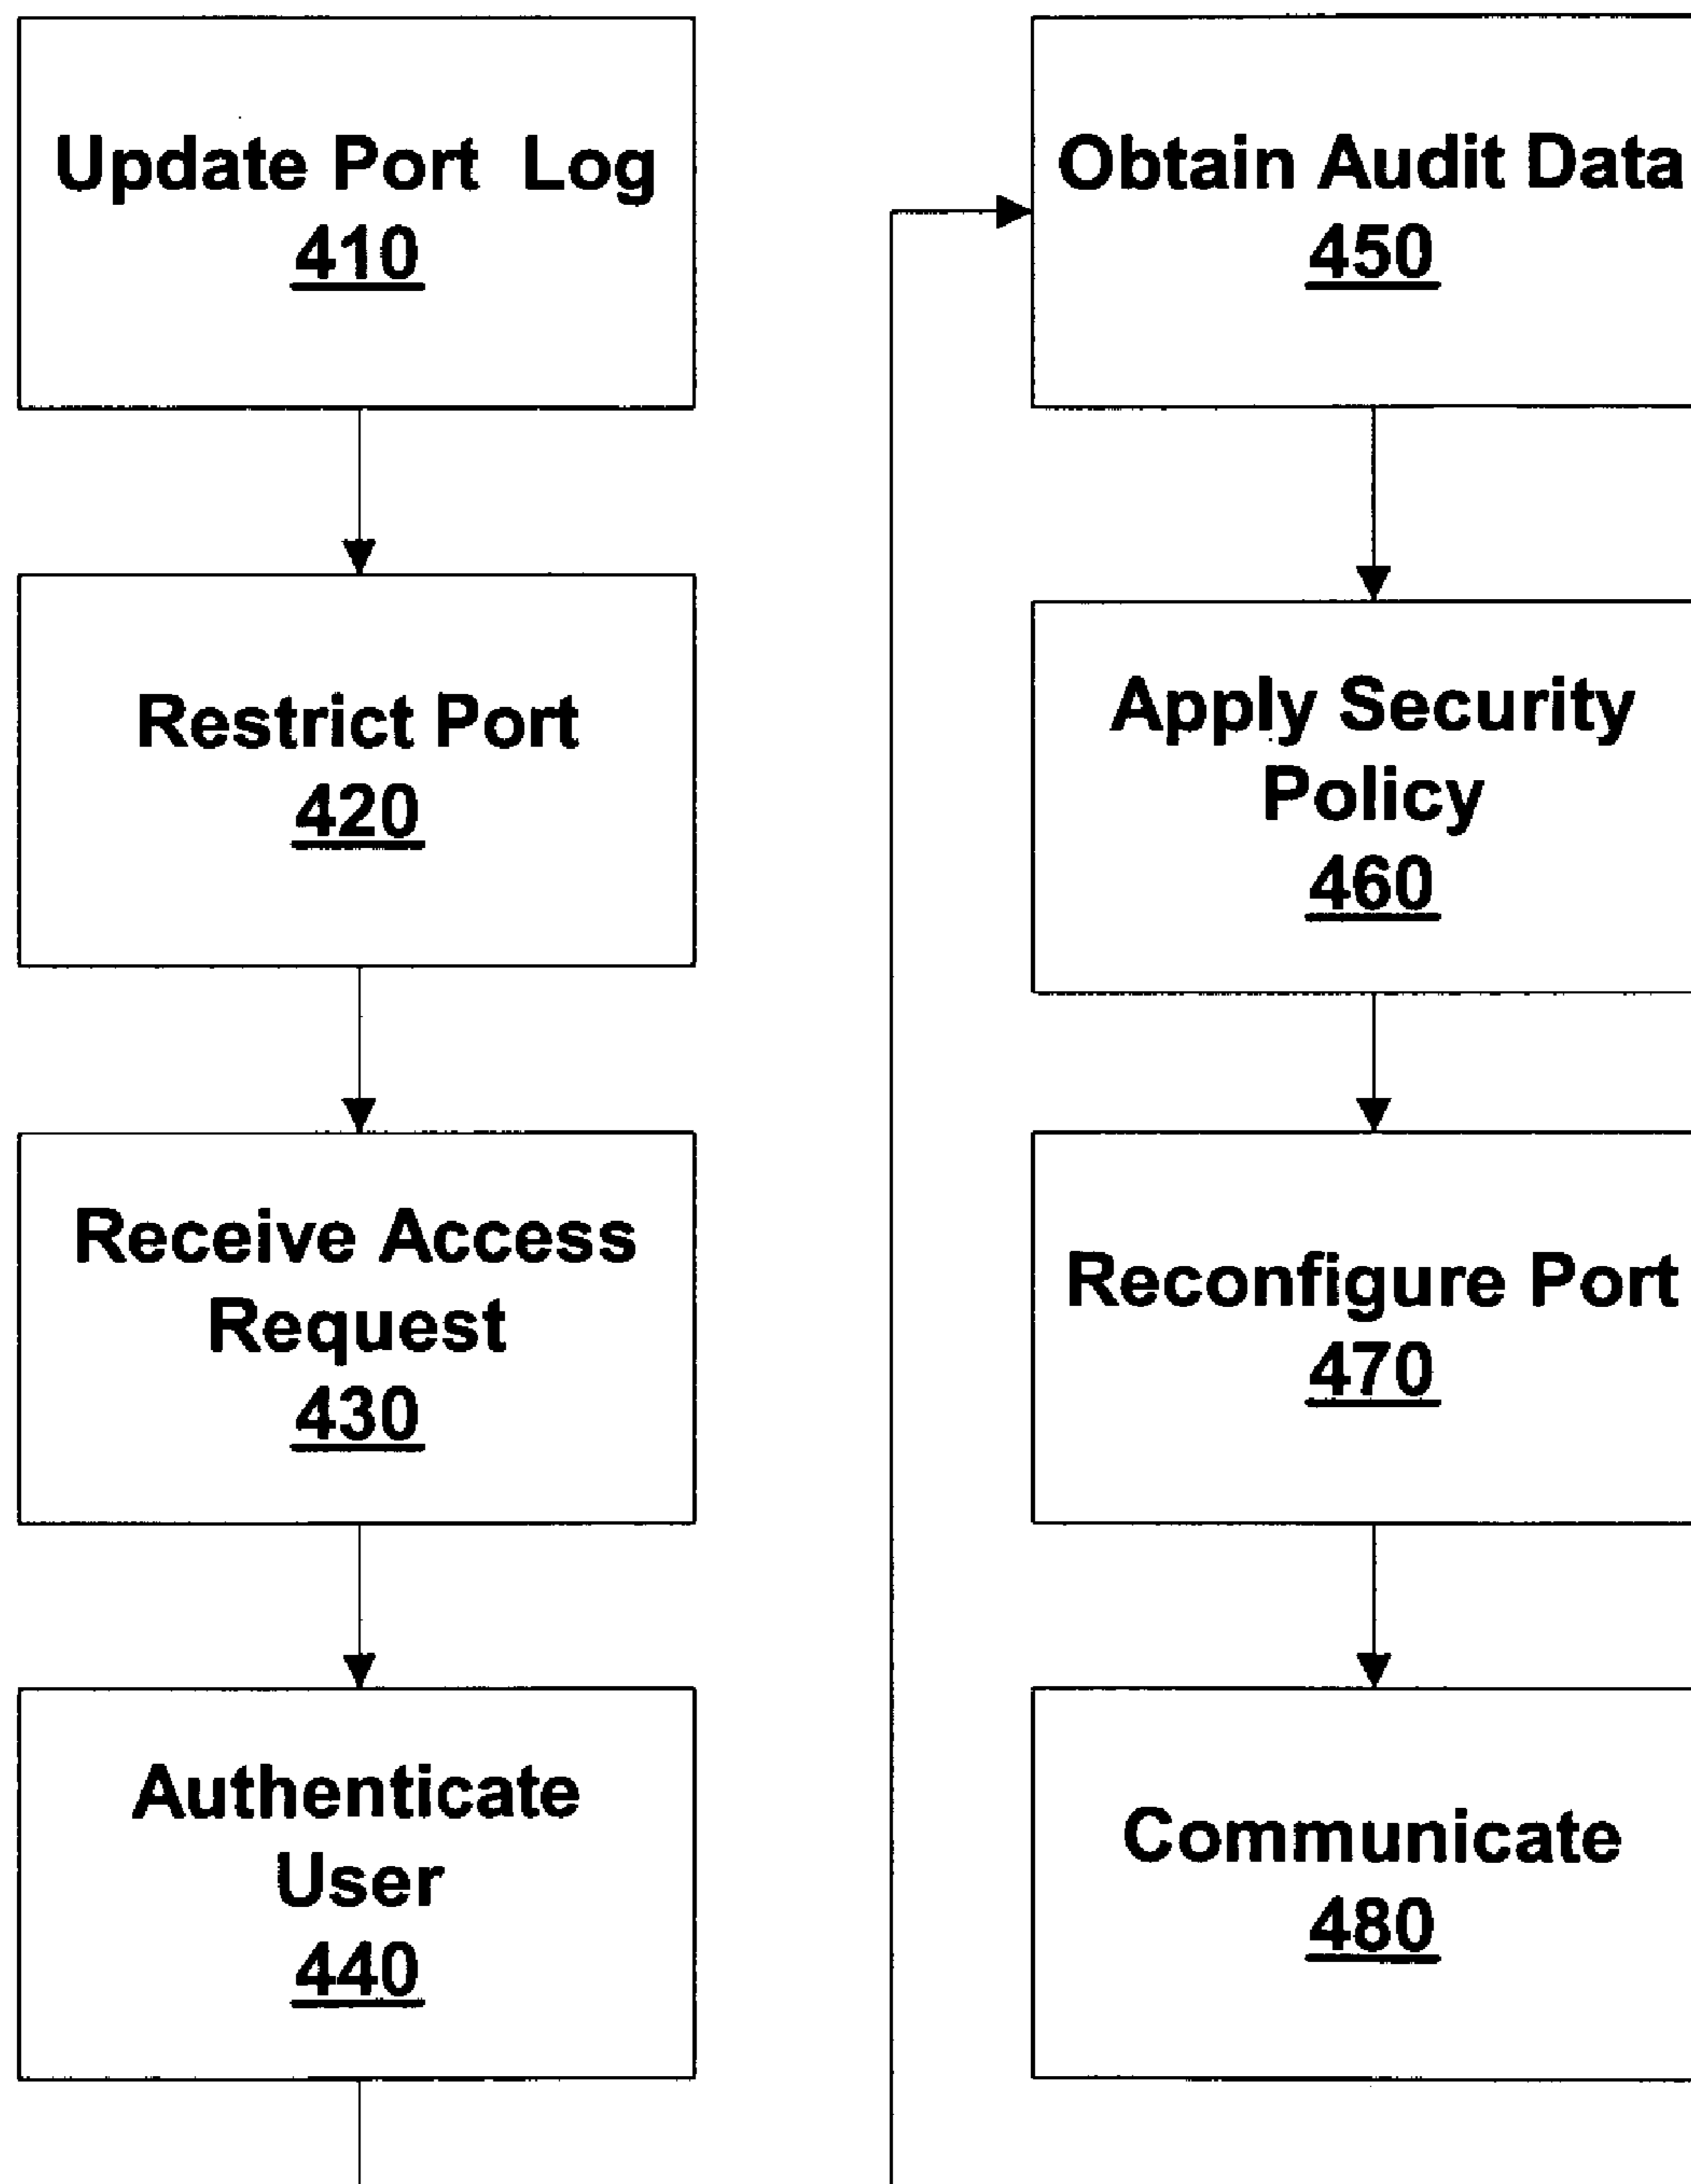 Update Port Log
410
Restrict Port
420
Receive Access
Request
430
Authenticate
User
440
Obtain Audit Data
450
Apply Security
Policy
460
Reconfigure Port
470
Communicate
480